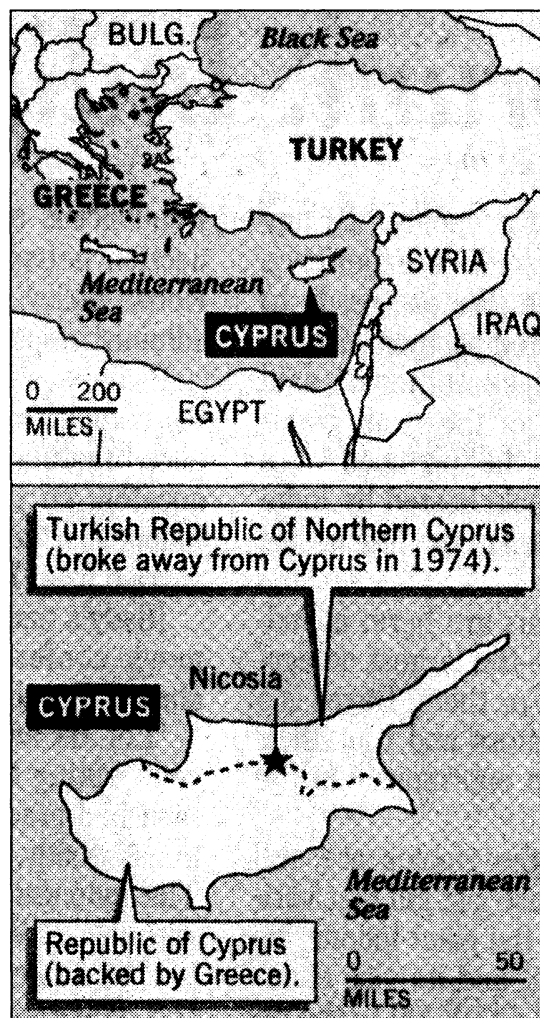 BULG.
Black Sea
TURKEY
GREECE
SYRIA
Mediterranean
Sea
CYPRUS
IRAQ
0 200
MILES
EGYPT
Turkish Republic of Northern Cyprus
(broke away from Cyprus in 1974).
Nicosia
CYPRUS
Mediterranean
Sea
Republic of Cyprus
(backed by Greece).
0 50
MILES